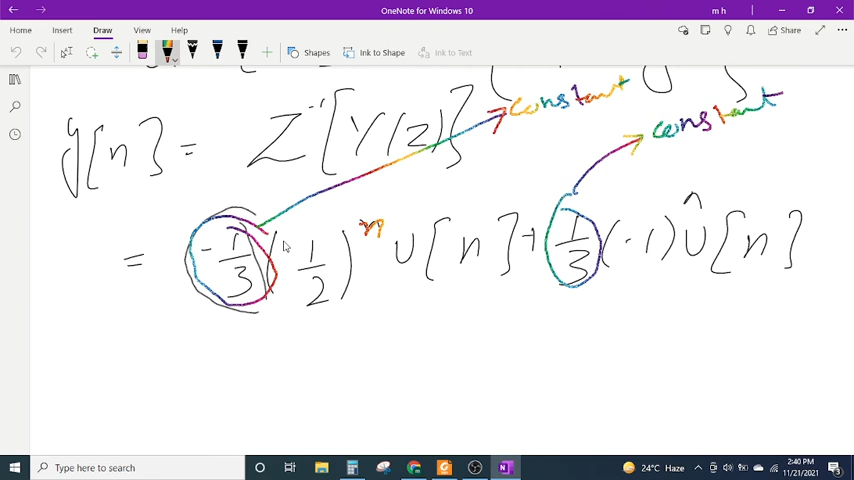 OneNote for Windows 10
m h
Home Insert Draw View Help
Share
Shapes Ink to Shape Ink to Text
constant
y[n] = Z⁻¹[Y(z)]
constant
= -1/3 (1/2)ⁿ U[n] + 1/3 (-1)^ U[n]
Type here to search
24°C Haze
2:40 PM
11/21/2021
3